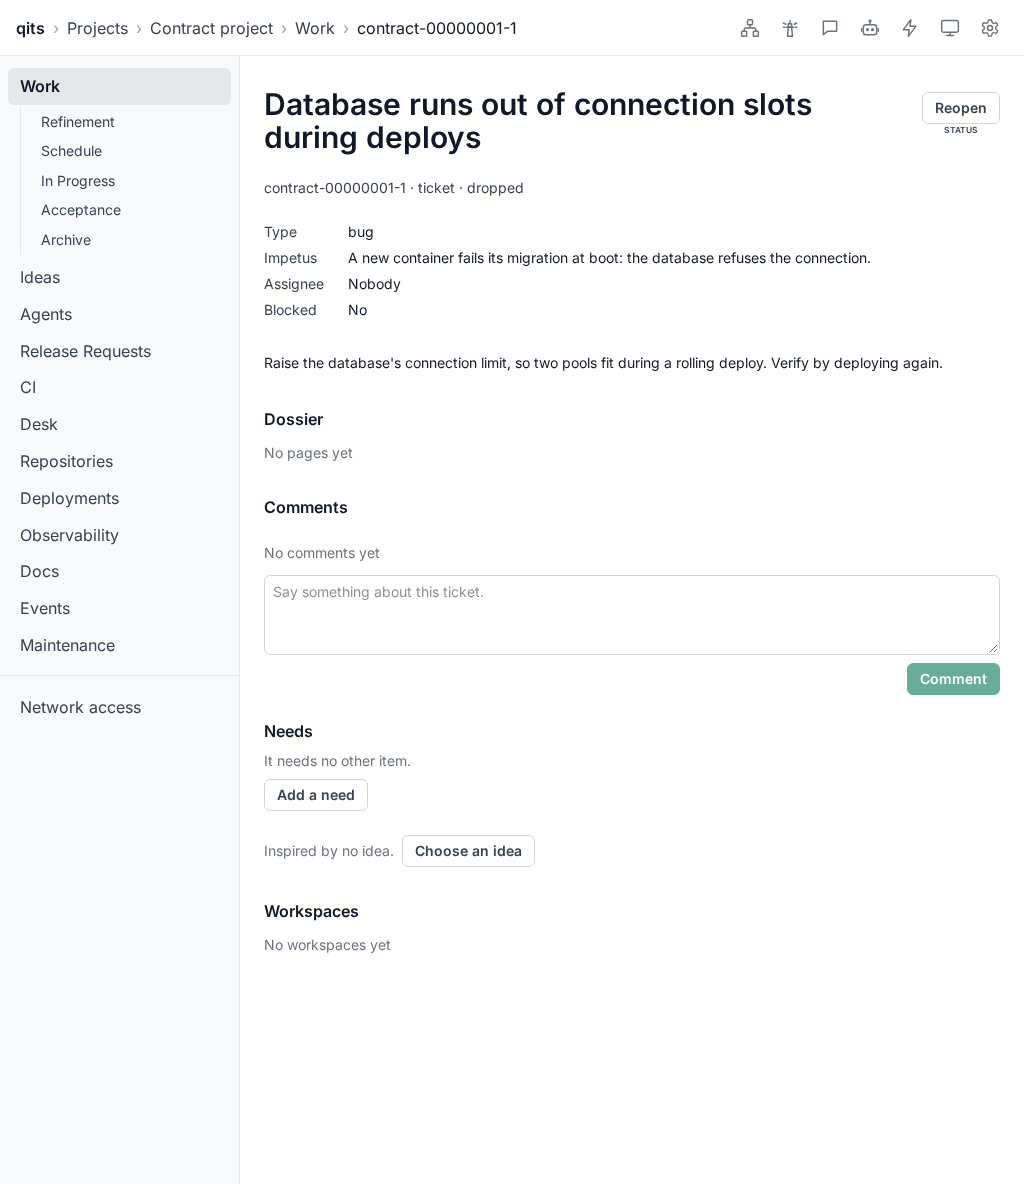 qits › Projects › Contract project › Work › contract-00000001-1
Work
Refinement
Schedule
In Progress
Acceptance
Archive
Ideas
Agents
Release Requests
CI
Desk
Repositories
Deployments
Observability
Docs
Events
Maintenance
Network access
Database runs out of connection slots
during deploys
Reopen
STATUS
contract-00000001-1 · ticket · dropped
Type bug
Impetus A new container fails its migration at boot: the database refuses the connection.
Assignee Nobody
Blocked No
Raise the database's connection limit, so two pools fit during a rolling deploy. Verify by deploying again.
Dossier
No pages yet
Comments
No comments yet
Say something about this ticket.
Comment
Needs
It needs no other item.
Add a need
Inspired by no idea. Choose an idea
Workspaces
No workspaces yet